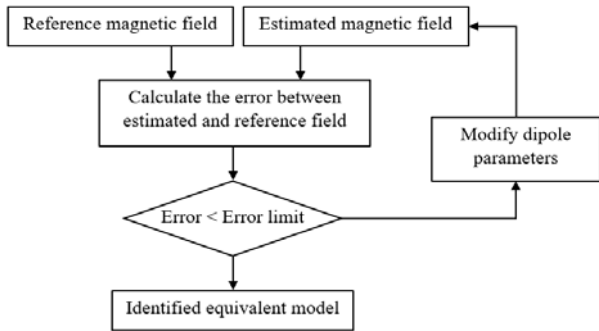 Reference magnetic field
Estimated magnetic field
Calculate the error between
estimated and reference field
Modify dipole
parameters
Error < Error limit
Identified equivalent model